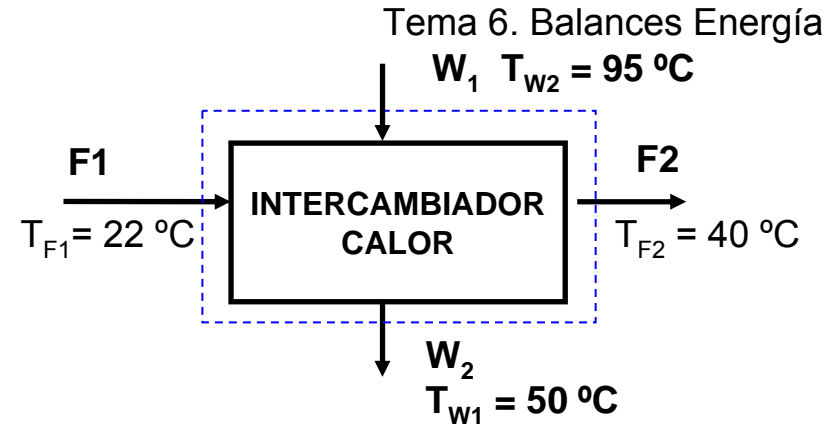 Tema 6. Balances Energía
W1 TW2 = 95 ºC
F1
F2
INTERCAMBIADOR
CALOR
TF1= 22 ºC
TF2 = 40 ºC
W2
TW1 = 50 ºC